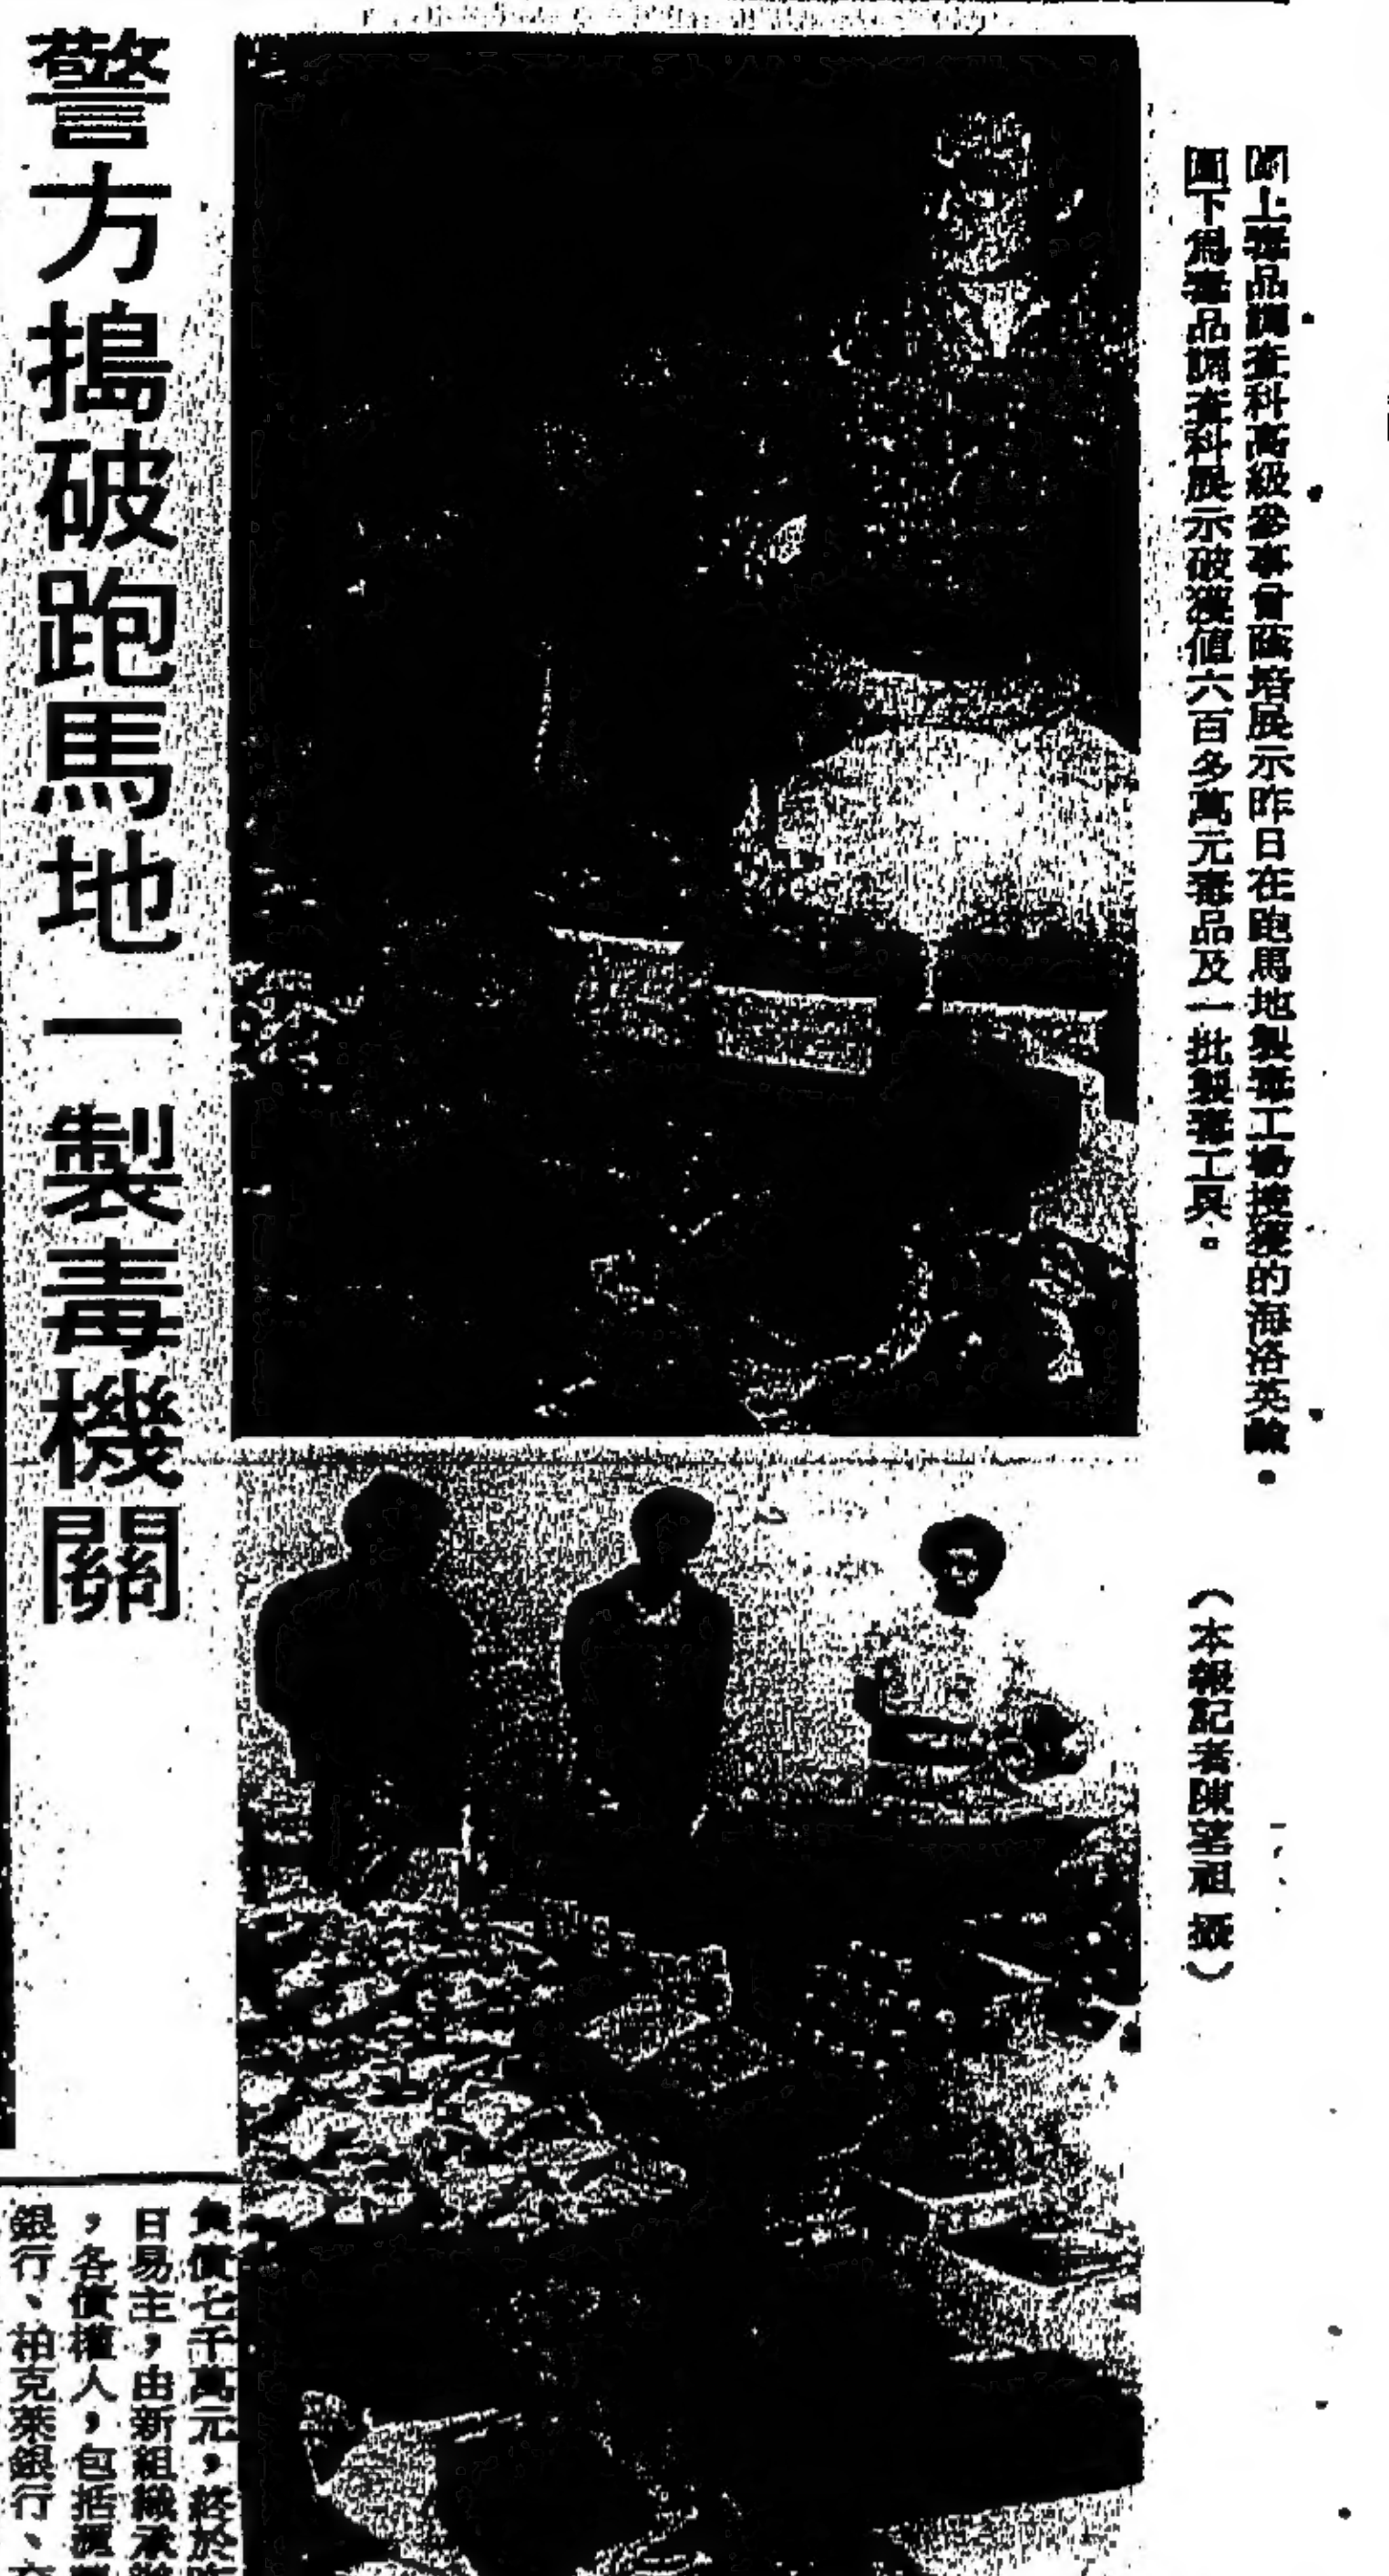 圖上毒品調查科高級參事曾蔭培展示昨日在跑馬地製毒工場搜獲的海洛英磚。
圖下為毒品調查科展示破獲值六百多萬元毒品及一批製毒工具。
（本報記者陳 祖 攝）
警方搗破跑馬地一製毒機關
負債七千萬元，終於昨
日易主，由新組織承辦
，各債權人，包括
銀行、柏克萊銀行、